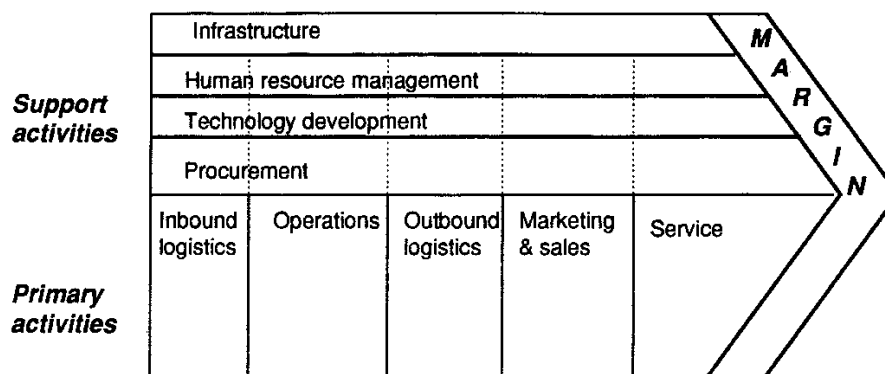 Infrastructure
Human resource management
Technology development
Procurement
Support
activities
MARGIN
Inbound
logistics
Operations
Outbound
logistics
Marketing
& sales
Service
Primary
activities